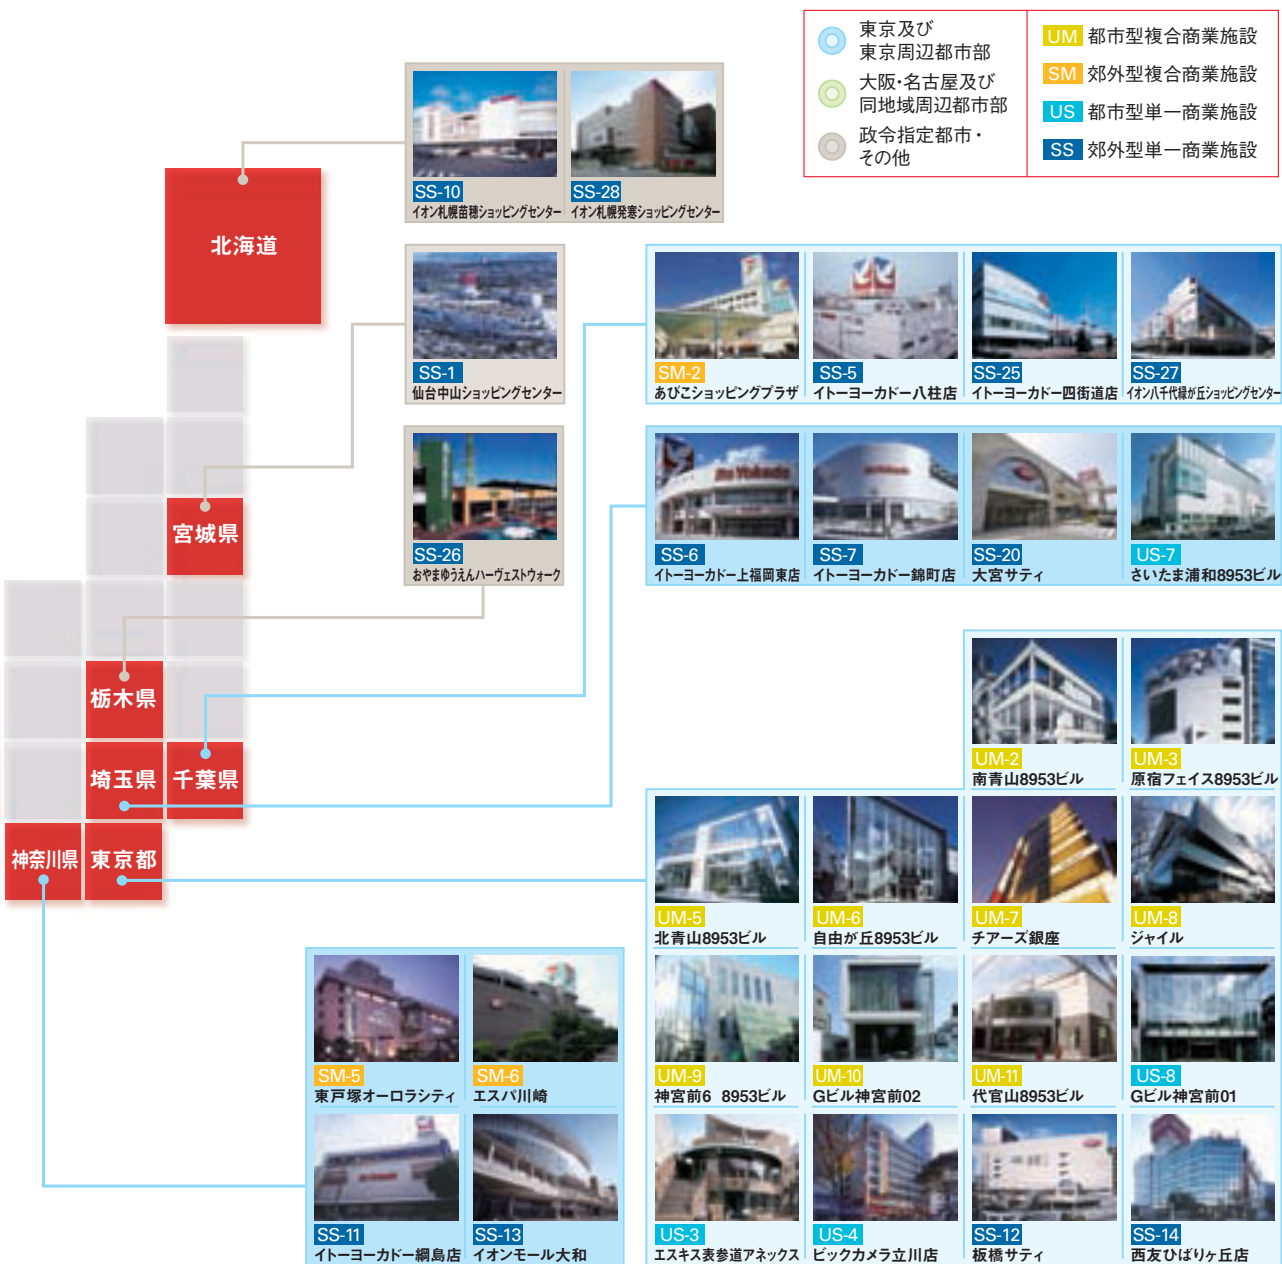 東京及び
東京周辺都市部
大阪・名古屋及び
同地域周辺都市部
政令指定都市・
その他
UM 都市型複合商業施設
SM 郊外型複合商業施設
US 都市型単一商業施設
SS 郊外型単一商業施設
北海道
SS-10
イオン札幌苗穂ショッピングセンター
SS-28
イオン札幌発寒ショッピングセンター
宮城県
SS-1
仙台中山ショッピングセンター
栃木県
SS-26
おやまゆうえんハーヴェストウォーク
千葉県
SM-2
あびこショッピングプラザ
SS-5
イトーヨーカドー八柱店
SS-25
イトーヨーカドー四街道店
SS-27
イオン八千代緑が丘ショッピングセンター
埼玉県
SS-6
イトーヨーカドー上福岡東店
SS-7
イトーヨーカドー錦町店
SS-20
大宮サティ
US-7
さいたま浦和8953ビル
東京都
UM-2
南青山8953ビル
UM-3
原宿フェイス8953ビル
UM-5
北青山8953ビル
UM-6
自由が丘8953ビル
UM-7
チアーズ銀座
UM-8
ジャイル
UM-9
神宮前6 8953ビル
UM-10
Gビル神宮前02
UM-11
代官山8953ビル
US-8
Gビル神宮前01
US-3
エスキス表参道アネックス
US-4
ビックカメラ立川店
SS-12
板橋サティ
SS-14
西友ひばりヶ丘店
神奈川県
SM-5
東戸塚オーロラシティ
SM-6
エスパ川崎
SS-11
イトーヨーカドー綱島店
SS-13
イオンモール大和